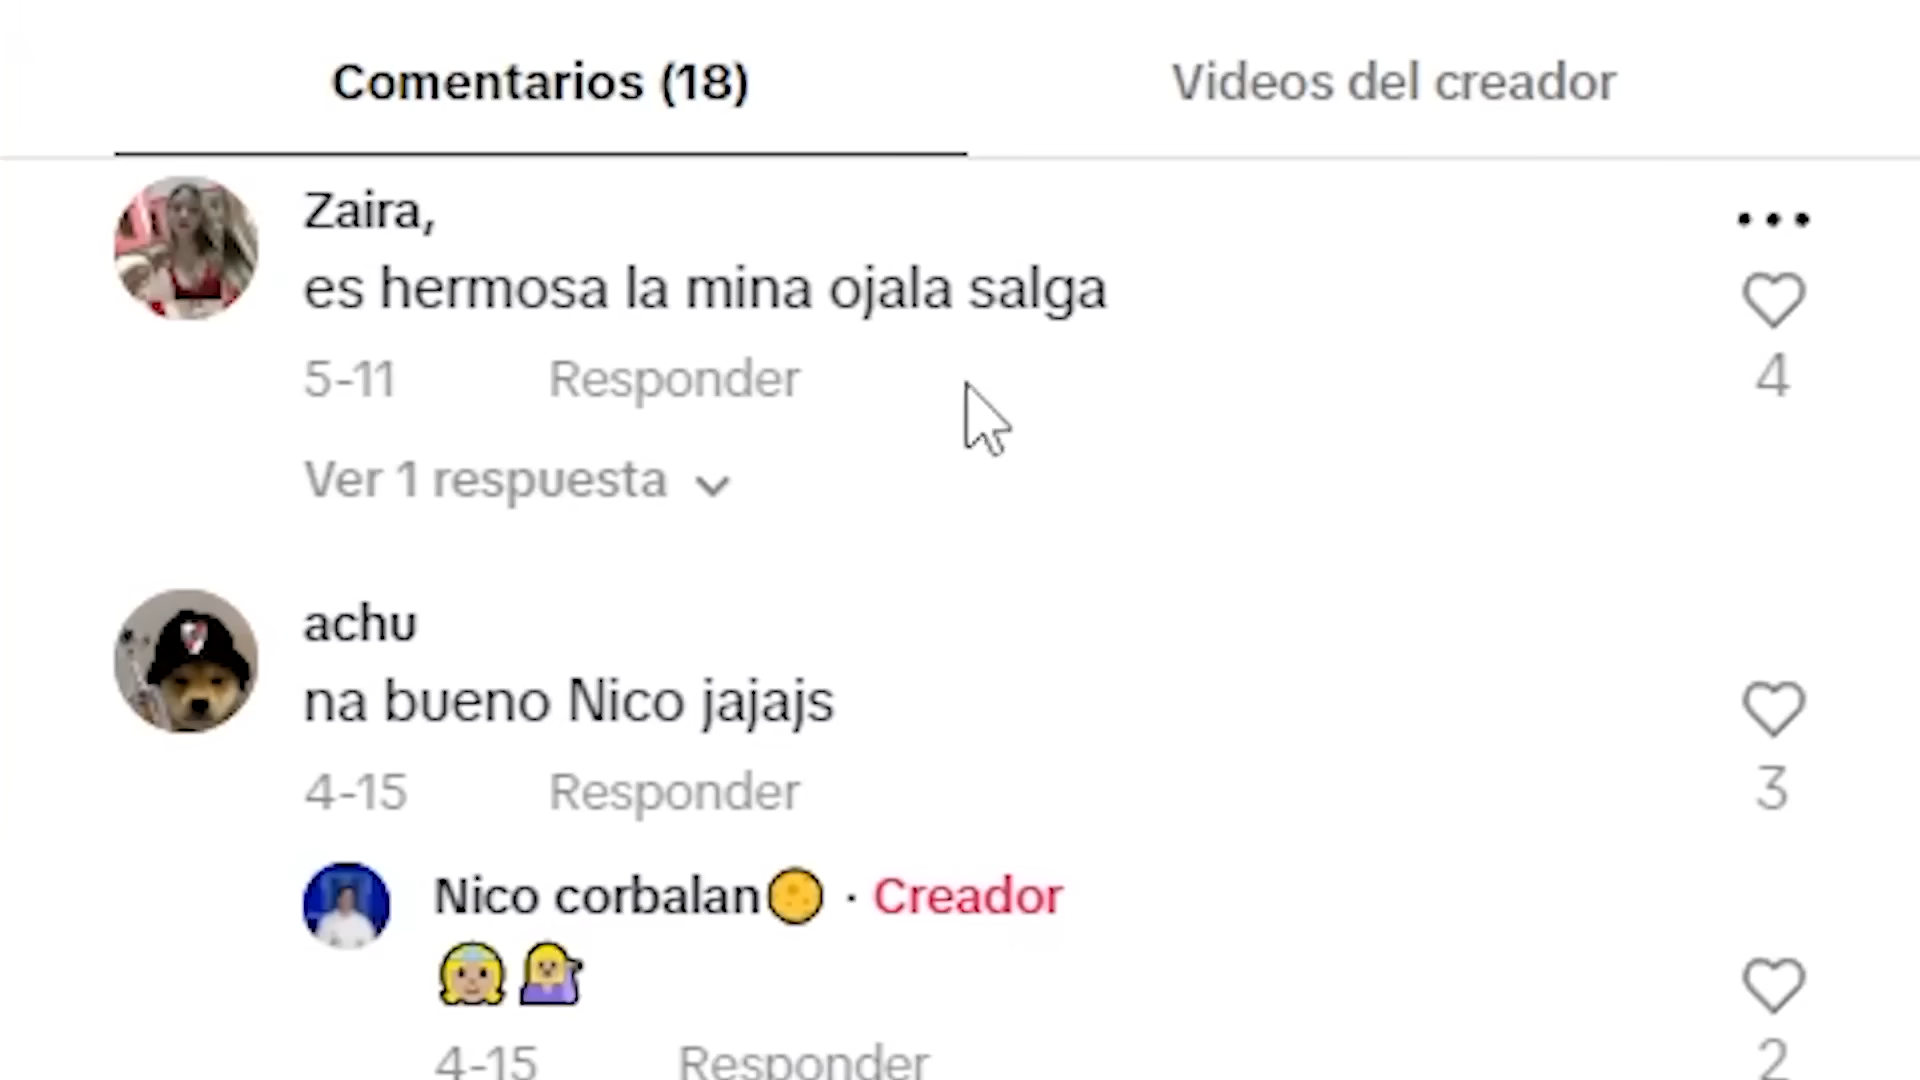 Comentarios (18)
Videos del creador
Zaira,
es hermosa la mina ojala salga
5-11
Responder
4
Ver 1 respuesta
achu
na bueno Nico jajajs
4-15
Responder
3
Nico corbalan🌕 · Creador
👸🏼💁🏼‍♀️
4-15
Responder
2